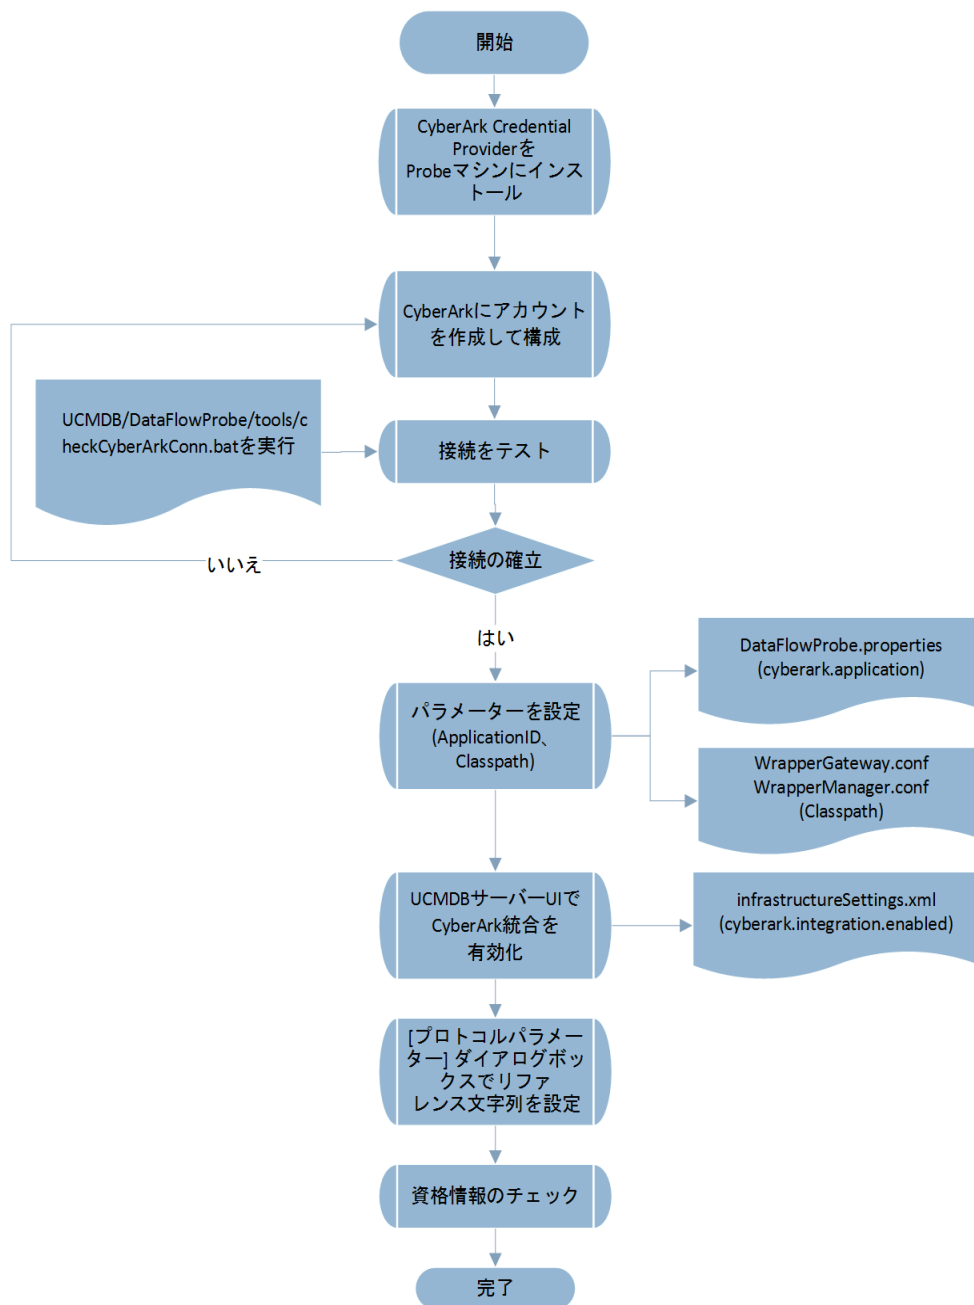 開始
CyberArk Credential
Providerを
Probeマシンにインス
トール
CyberArkにアカウント
を作成して構成
UCMDB/DataFlowProbe/tools/c
heckCyberArkConn.batを実行
接続をテスト
接続の確立
いいえ
はい
パラメーターを設定
(ApplicationID、
Classpath)
DataFlowProbe.properties
(cyberark.application)
WrapperGateway.conf
WrapperManager.conf
(Classpath)
UCMDBサーバーUIで
CyberArk統合を
有効化
infrastructureSettings.xml
(cyberark.integration.enabled)
[プロトコルパラメー
ター] ダイアログボッ
クスでリファ
レンス文字列を設定
資格情報のチェック
完了